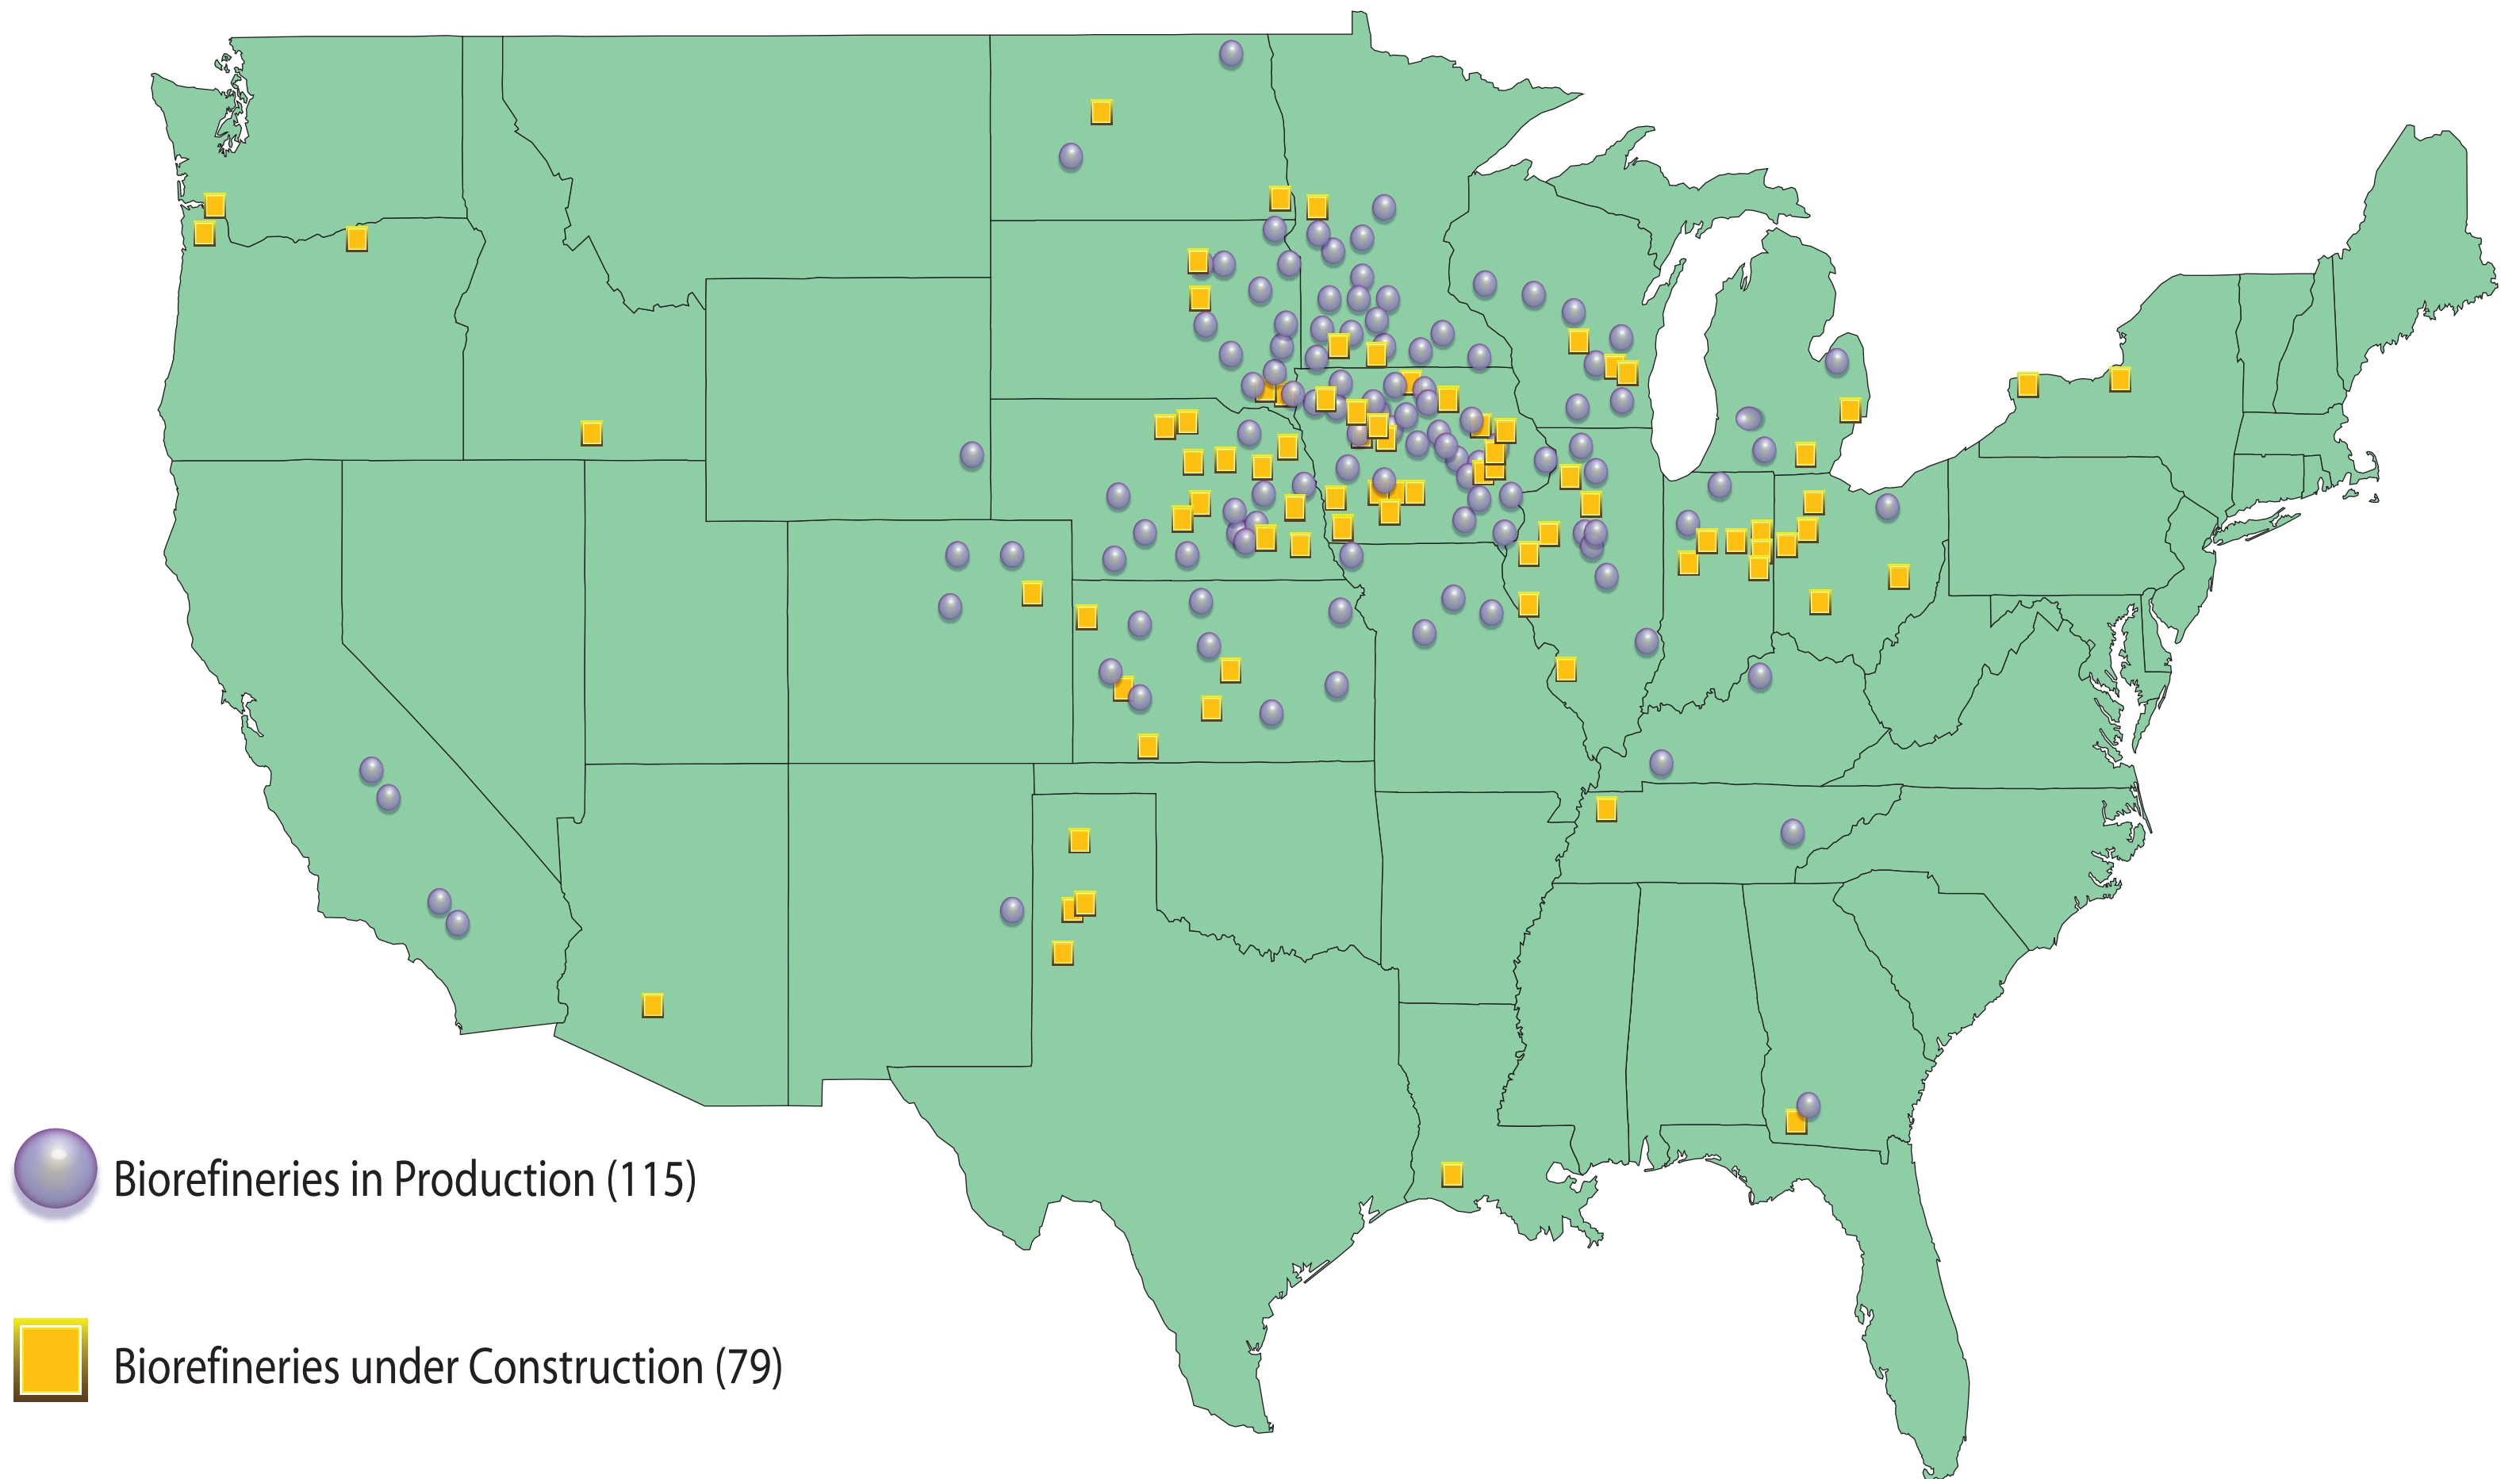 Biorefineries in Production (115)
Biorefineries under Construction (79)